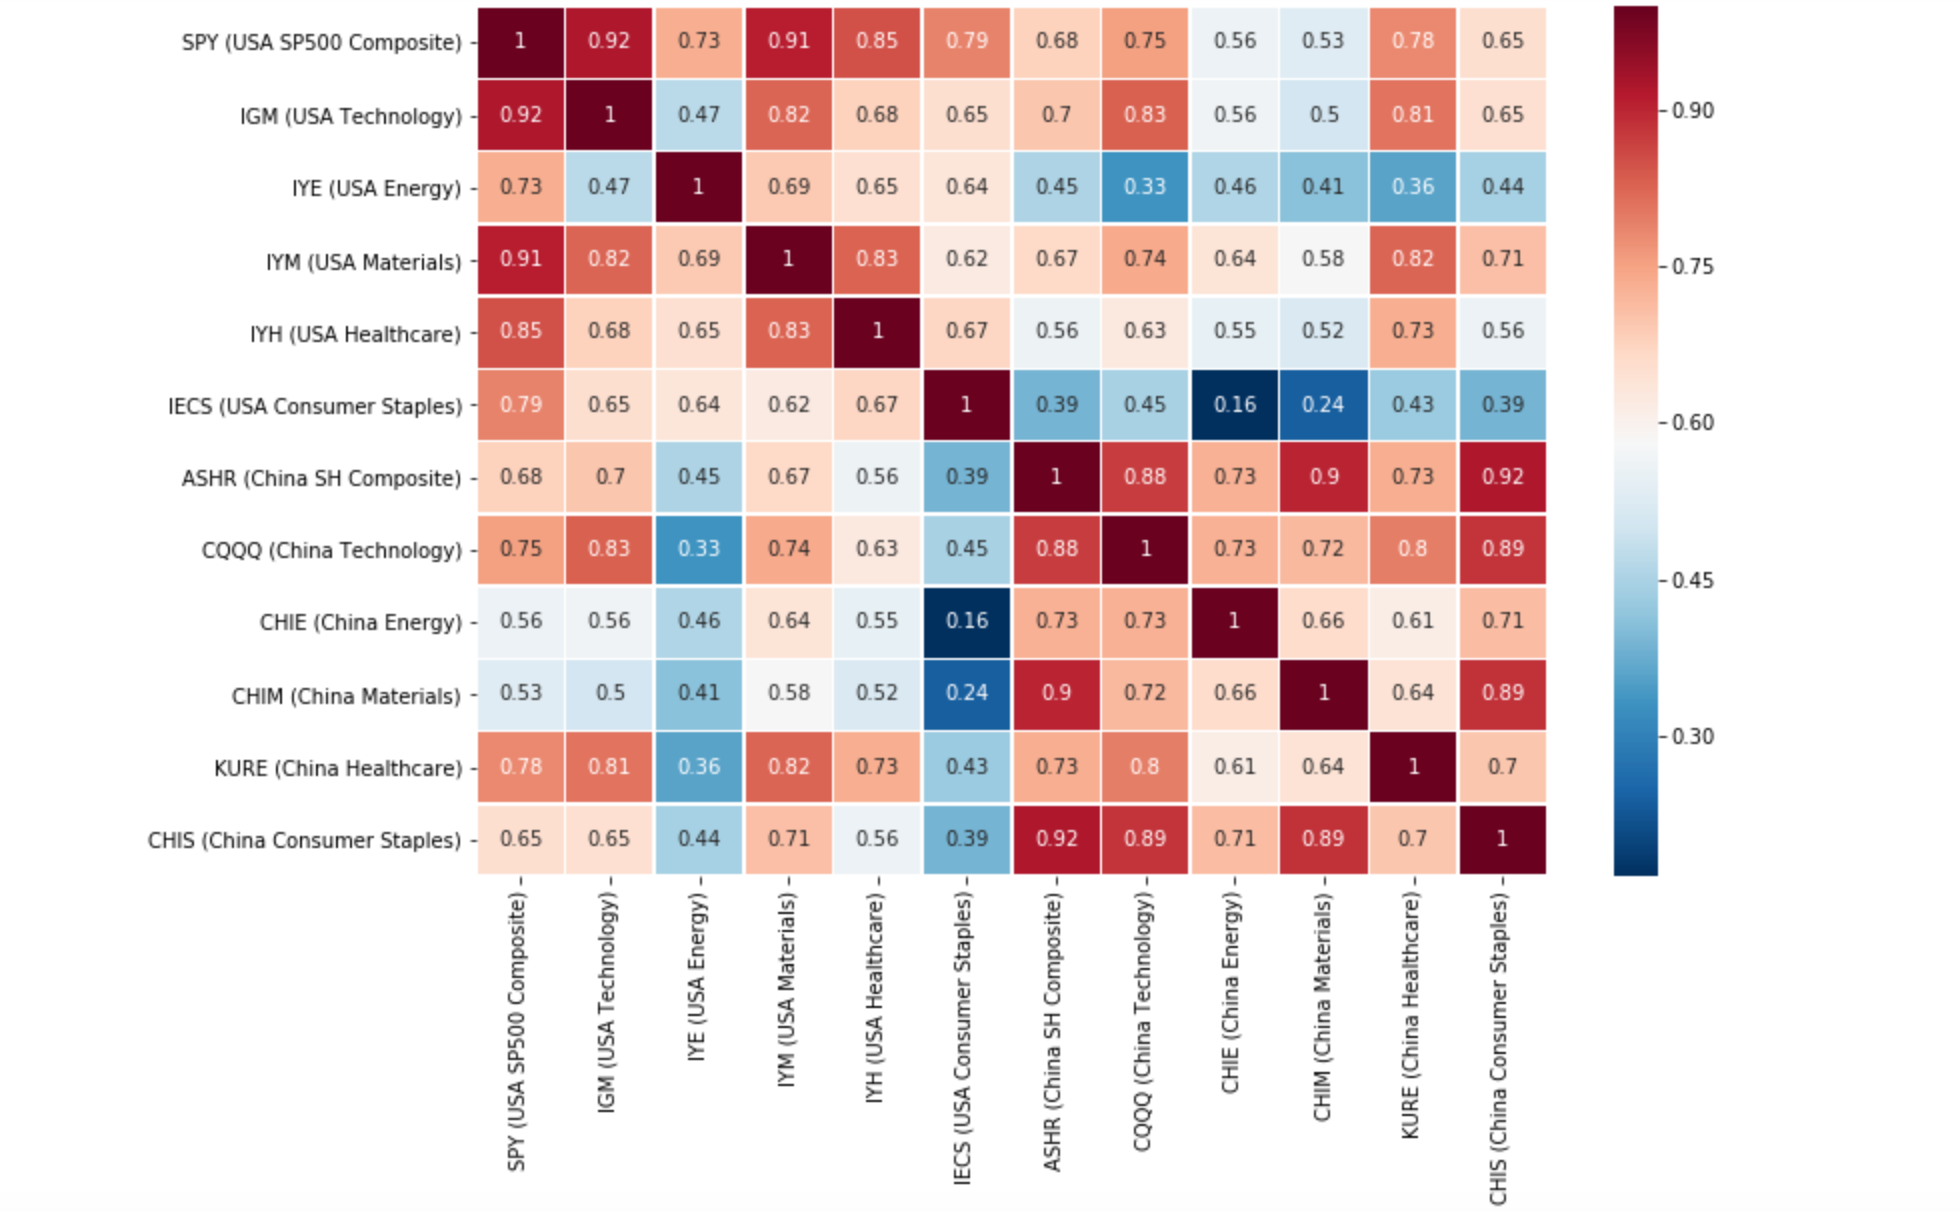 SPY (USA SP500 Composite) 1 0.92 0.73 0.91 0.85 0.79 0.68 0.75 0.56 0.53 0.78 0.65
IGM (USA Technology) 0.92 1 0.47 0.82 0.68 0.65 0.7 0.83 0.56 0.5 0.81 0.65
0.90
IYE (USA Energy) 0.73 0.47 1 0.69 0.65 0.64 0.45 0.33 0.46 0.41 0.36 0.44
IYM (USA Materials) 0.91 0.82 0.69 1 0.83 0.62 0.67 0.74 0.64 0.58 0.82 0.71
0.75
IYH (USA Healthcare) 0.85 0.68 0.65 0.83 1 0.67 0.56 0.63 0.55 0.52 0.73 0.56
IECS (USA Consumer Staples) 0.79 0.65 0.64 0.62 0.67 1 0.39 0.45 0.16 0.24 0.43 0.39
0.60
ASHR (China SH Composite) 0.68 0.7 0.45 0.67 0.56 0.39 1 0.88 0.73 0.9 0.73 0.92
CQQQ (China Technology) 0.75 0.83 0.33 0.74 0.63 0.45 0.88 1 0.73 0.72 0.8 0.89
0.45
CHIE (China Energy) 0.56 0.56 0.46 0.64 0.55 0.16 0.73 0.73 1 0.66 0.61 0.71
CHIM (China Materials) 0.53 0.5 0.41 0.58 0.52 0.24 0.9 0.72 0.66 1 0.64 0.89
0.30
KURE (China Healthcare) 0.78 0.81 0.36 0.82 0.73 0.43 0.73 0.8 0.61 0.64 1 0.7
CHIS (China Consumer Staples) 0.65 0.65 0.44 0.71 0.56 0.39 0.92 0.89 0.71 0.89 0.7 1
SPY (USA SP500 Composite)
IGM (USA Technology)
IYE (USA Energy)
IYM (USA Materials)
IYH (USA Healthcare)
IECS (USA Consumer Staples)
ASHR (China SH Composite)
CQQQ (China Technology)
CHIE (China Energy)
CHIM (China Materials)
KURE (China Healthcare)
CHIS (China Consumer Staples)